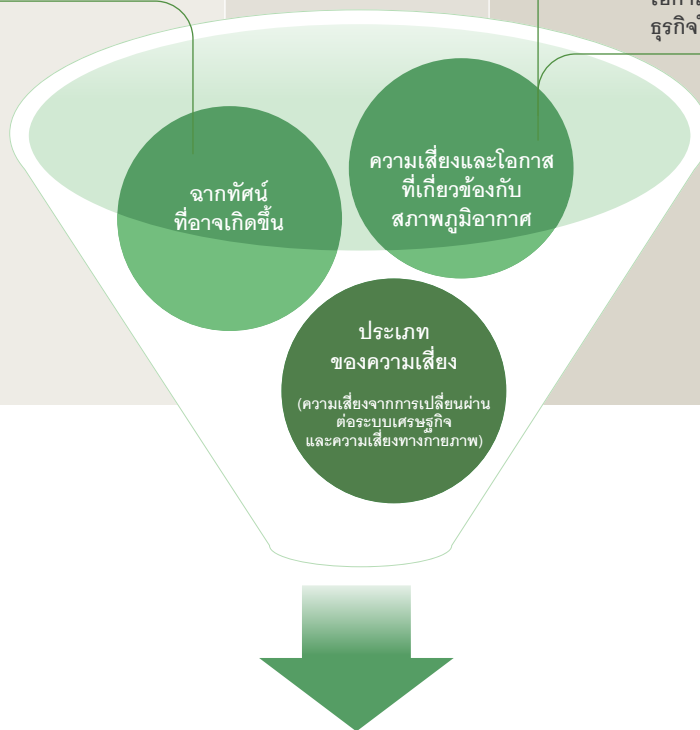 ธุรกิจ
ฉากทัศน์
ที่อาจเกิดขึ้น
ความเสี่ยงและโอกาส
ที่เกี่ยวข้องกับ
สภาพภูมิอากาศ
ประเภท
ของความเสี่ยง
(ความเสี่ยงจากการเปลี่ยนผ่าน
ต่อระบบเศรษฐกิจ
และความเสี่ยงทางกายภาพ)